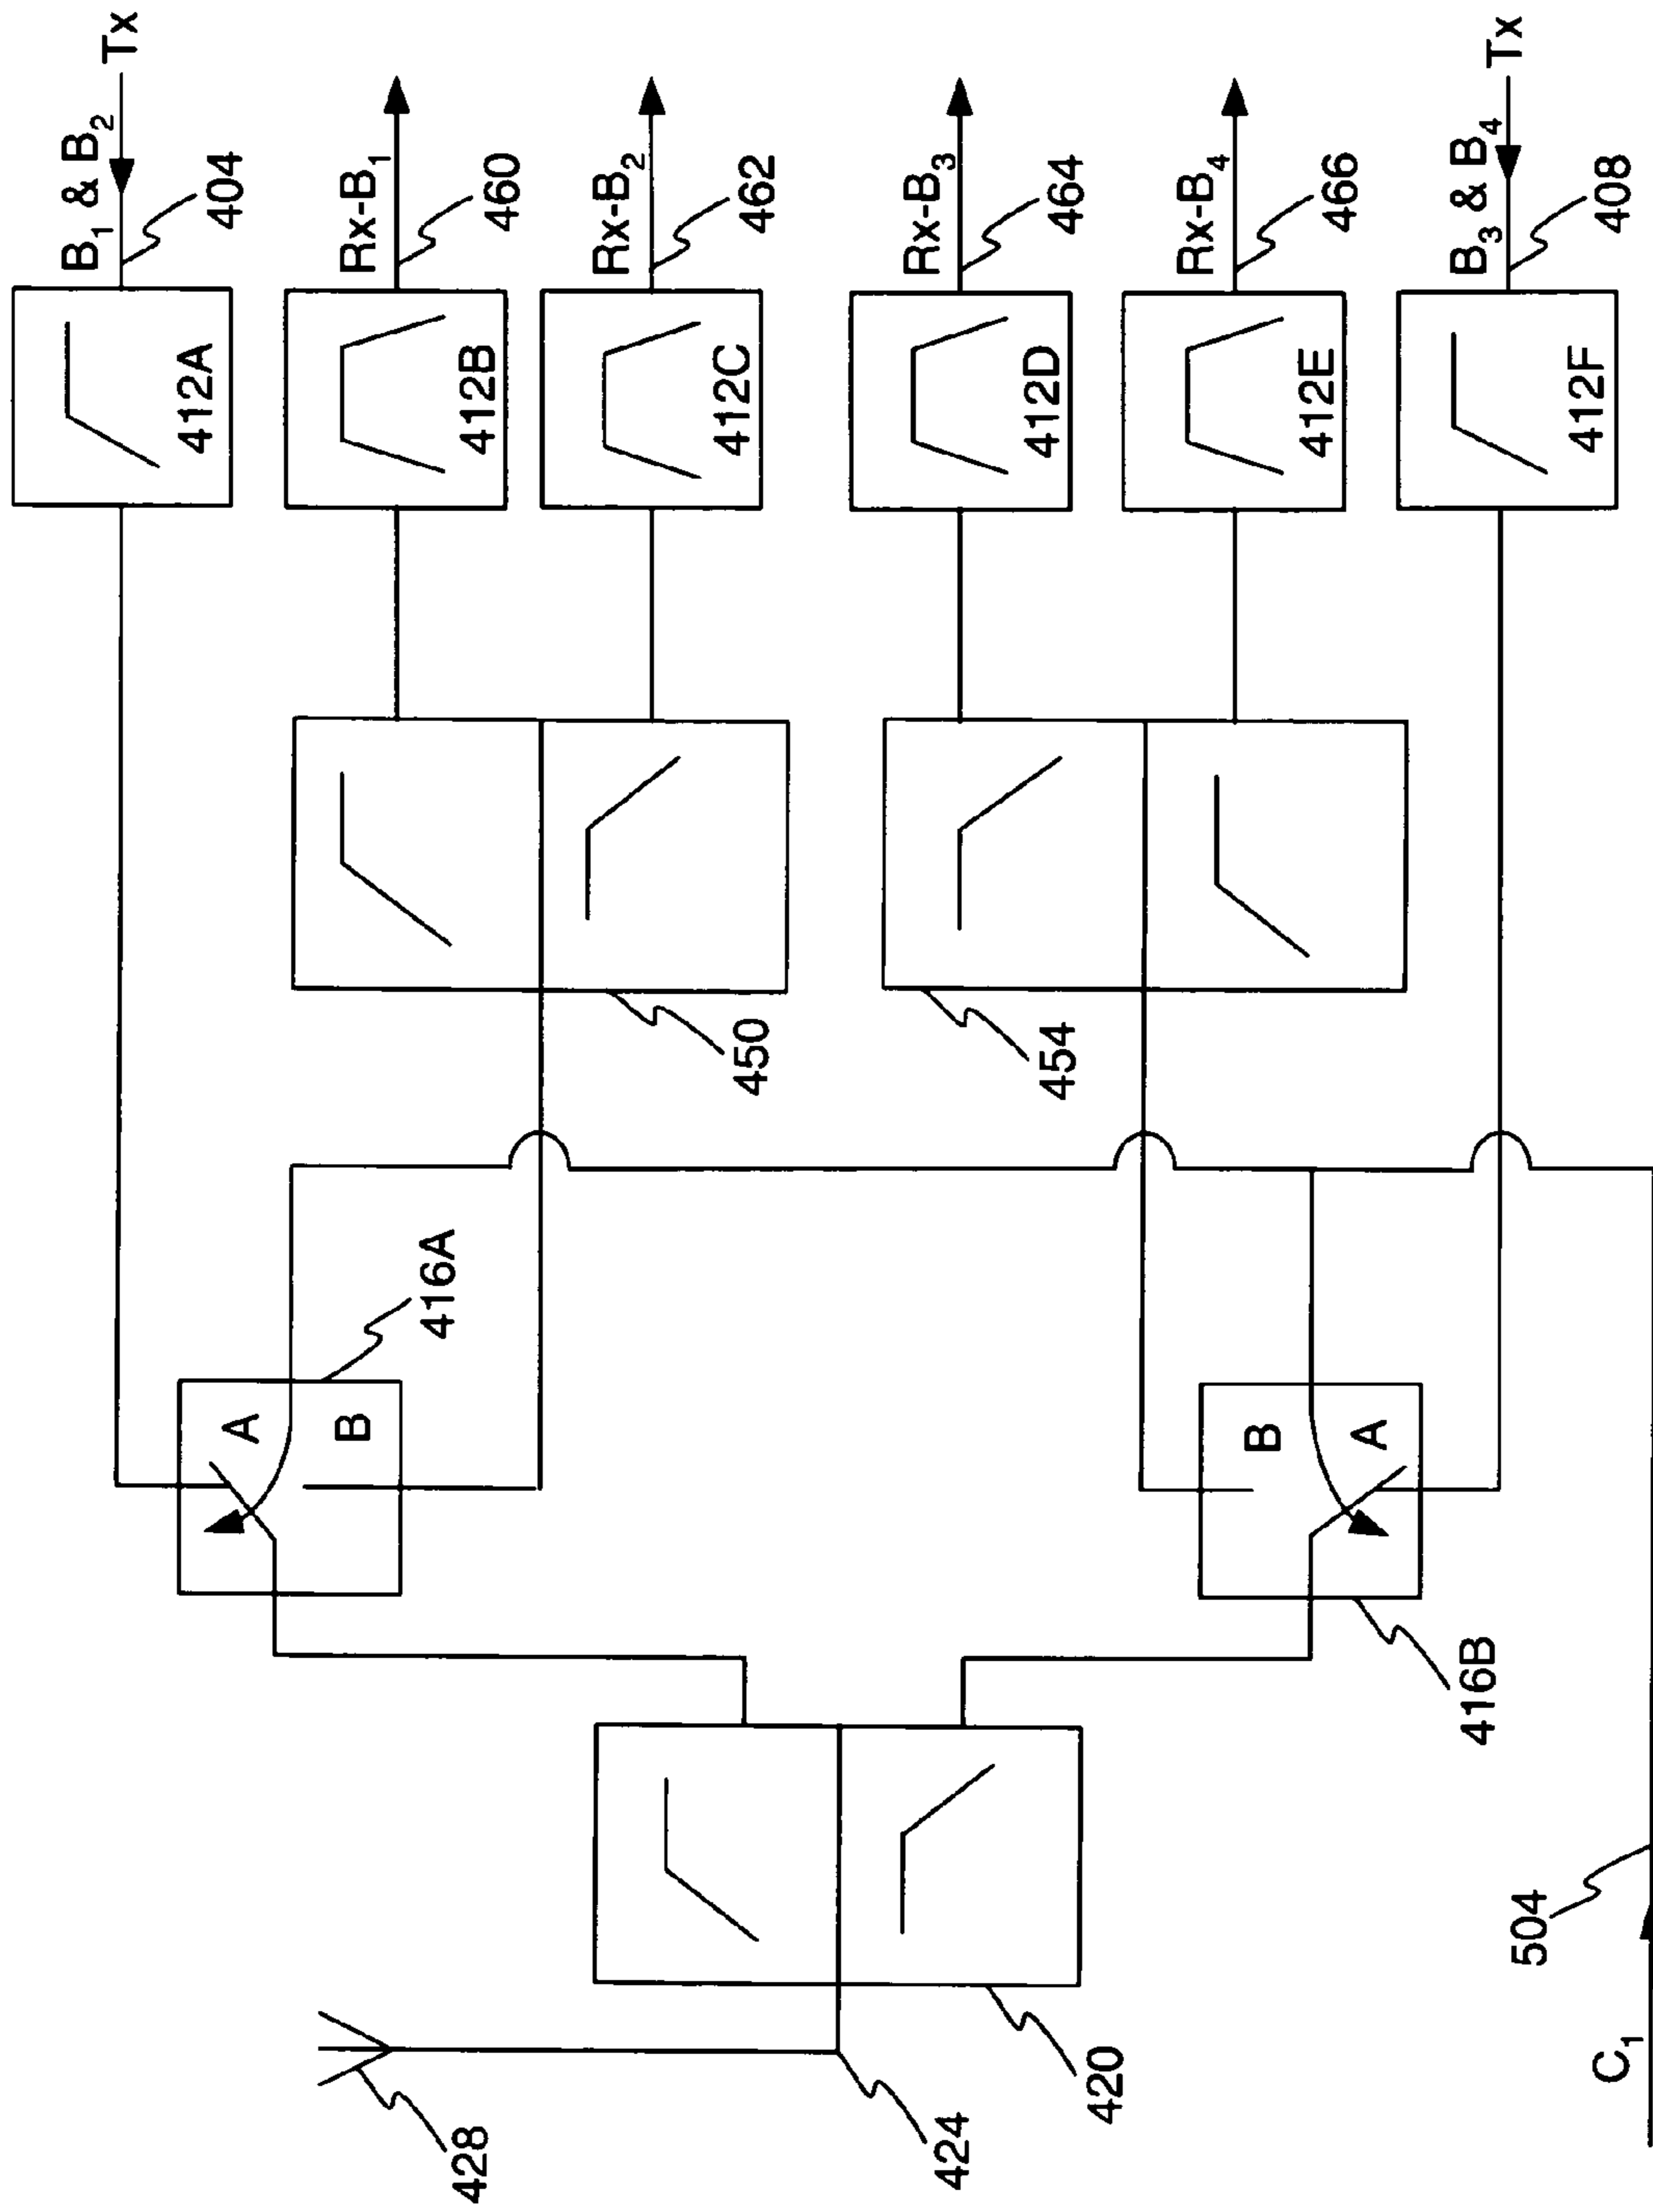 B1 & B2
Tx
404
412A
Rx-B1
460
412B
Rx-B2
462
412C
Rx-B3
464
412D
Rx-B4
466
412E
B3 & B4
Tx
408
412F
450
454
416A
A
B
B
A
416B
428
424
420
504
C1